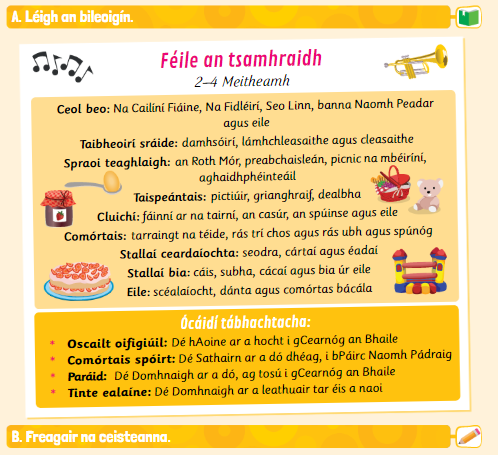 A. Léigh an bileoigín.
Féile an tsamhraidh
2–4 Meitheamh
Ceol beo: Na Cailíní Fiáine, Na Fidléirí, Seo Linn, banna Naomh Peadar
agus eile
Taibheoirí sráide: damhsóirí, lámhchleasaithe agus cleasaithe
Spraoi teaghlaigh: an Roth Mór, preabchaisleán, picnic na mbéiríní,
aghaidhphéinteáil
Taispeántais: pictiúir, grianghraif, dealbha
Cluichí: fáinní ar na tairní, an casúr, an spúinse agus eile
Comórtais: tarraingt na téide, rás trí chos agus rás ubh agus spúnóg
Stallaí ceardaíochta: seodra, cártaí agus éadaí
Stallaí bia: cáis, subha, cácaí agus bia úr eile
Eile: scéalaíocht, dánta agus comórtas bácála
Ócáidí tábhachtacha:
* Oscailt oifigiúil: Dé hAoine ar a hocht i gCearnóg an Bhaile
* Comórtais spóirt: Dé Sathairn ar a dó dhéag, i bPáirc Naomh Pádraig
* Paráid: Dé Domhnaigh ar a dó, ag tosú i gCearnóg an Bhaile
* Tinte ealaíne: Dé Domhnaigh ar a leathuair tar éis a naoi
B. Freagair na ceisteanna.